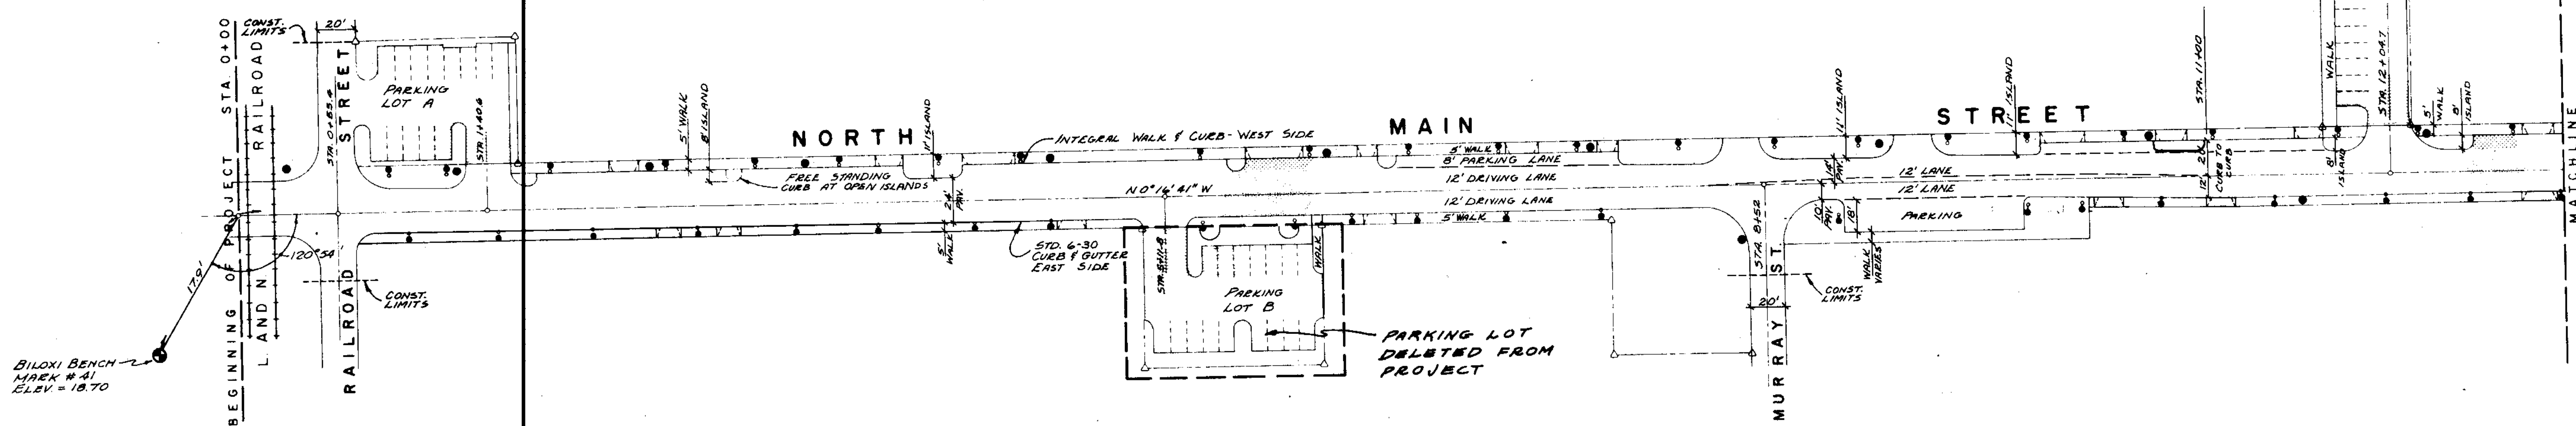 BEGINNING OF PROJECT STA. 0+00
L. AND N. RAILROAD
CONST.
LIMITS
20'
STA. 0+85.4
RAILROAD STREET
PARKING
LOT A
STA. 1+40.6
120°54'
17.9'
BILOXI BENCH
MARK #41
ELEV. = 18.70
CONST.
LIMITS
5' WALK
8' ISLAND
NORTH MAIN STREET
FREE STANDING
CURB AT OPEN ISLANDS
11' ISLAND
24'
PAV.
5'
WALK
INTEGRAL WALK & CURB-WEST SIDE
N 0°16'41" W
STD. 6-30
CURB & GUTTER
EAST SIDE
WALK
PARKING
LOT B
PARKING LOT
DELETED FROM
PROJECT
5' WALK
8' PARKING LANE
12' DRIVING LANE
12' DRIVING LANE
5' WALK
STA. 8+52
MURRAY ST.
20'
CONST.
LIMITS
11' ISLAND
14'
PAV.
10'
PAV.
18'
WALK
VARIES
12' LANE
12' LANE
PARKING
11' ISLAND
STA. 11+00
20'
12'
CURB TO
CURB
WALK
8'
ISLAND
STA. 12+04.7
5'
WALK
8'
ISLAND
MATCHLINE